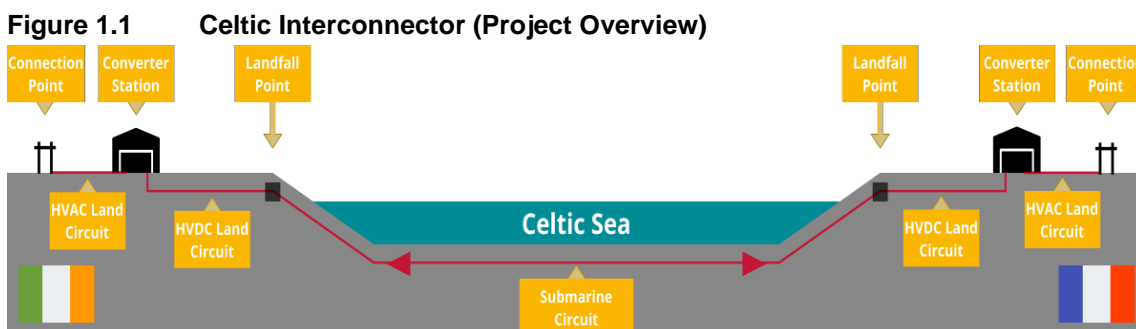 Figure 1.1 Celtic Interconnector (Project Overview)
Connection
Point
Converter
Station
Landfall
Point
Landfall
Point
Converter
Station
Connection
Point
HVAC Land
Circuit
HVDC Land
Circuit
Celtic Sea
HVDC Land
Circuit
HVAC Land
Circuit
Submarine
Circuit